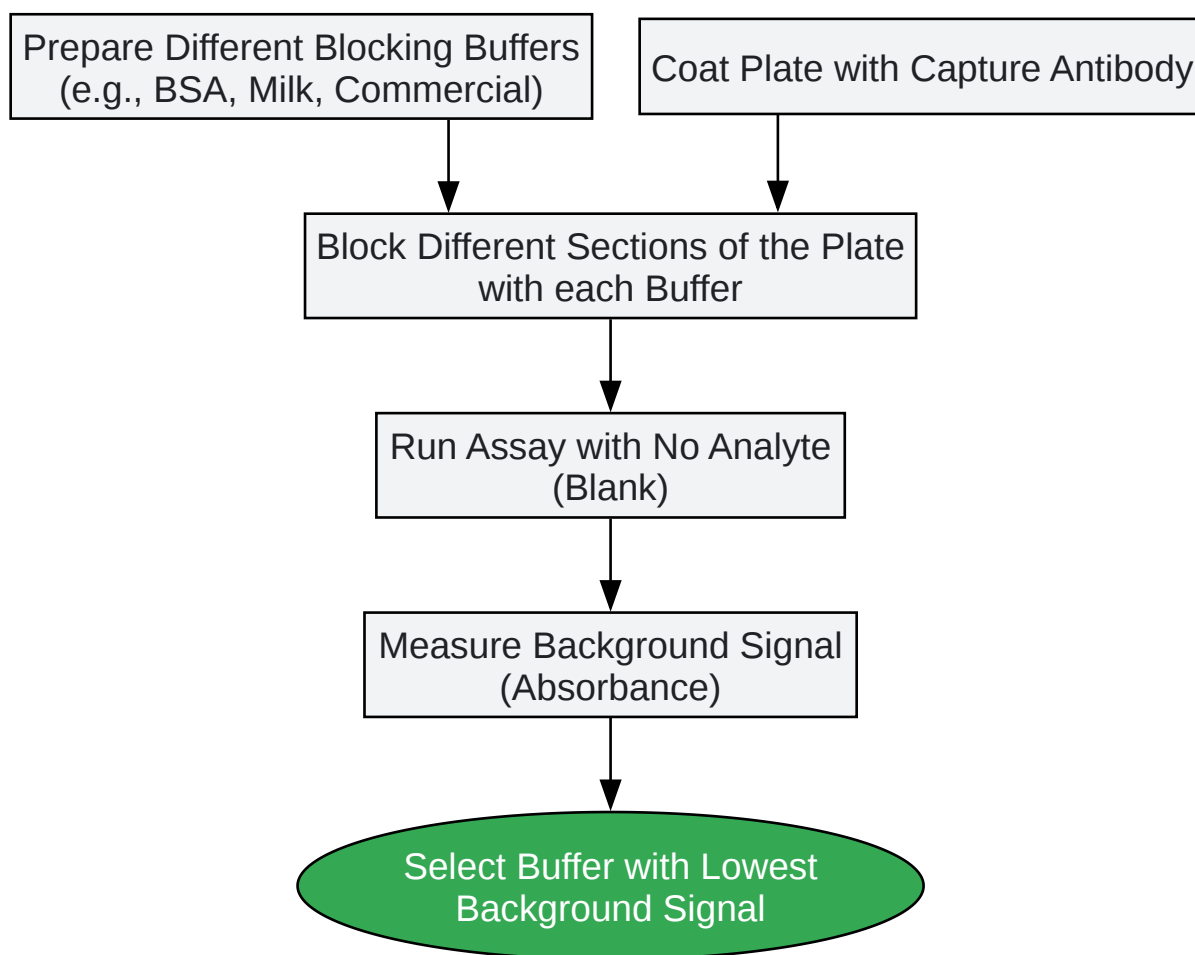 Prepare Different Blocking Buffers
(e.g., BSA, Milk, Commercial)
Coat Plate with Capture Antibody
Block Different Sections of the Plate
with each Buffer
Run Assay with No Analyte
(Blank)
Measure Background Signal
(Absorbance)
Select Buffer with Lowest
Background Signal